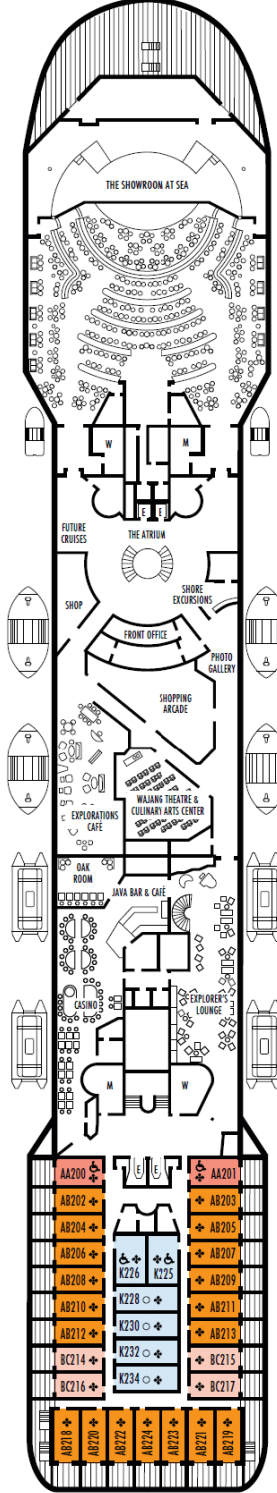 THE SHOWROOM AT SEA
W
M
E
E
FUTURE
CRUISES
THE ATRIUM
SHOP
SHORE
EXCURSIONS
FRONT OFFICE
PHOTO
GALLERY
SHOPPING
ARCADE
EXPLORATIONS
CAFÉ
WAJANG THEATRE &
CULINARY ARTS CENTER
OAK
ROOM
JAVA BAR & CAFÉ
CASINO
EXPLORER'S
LOUNGE
M
W
E
E
AA200
AA201
AB202
AB203
AB204
AB205
AB206
AB207
K226
K225
AB208
AB209
K228
AB210
AB211
K230
AB212
AB213
K232
BC214
BC215
K234
BC216
BC217
AB218
AB220
AB222
AB224
AB223
AB221
AB219